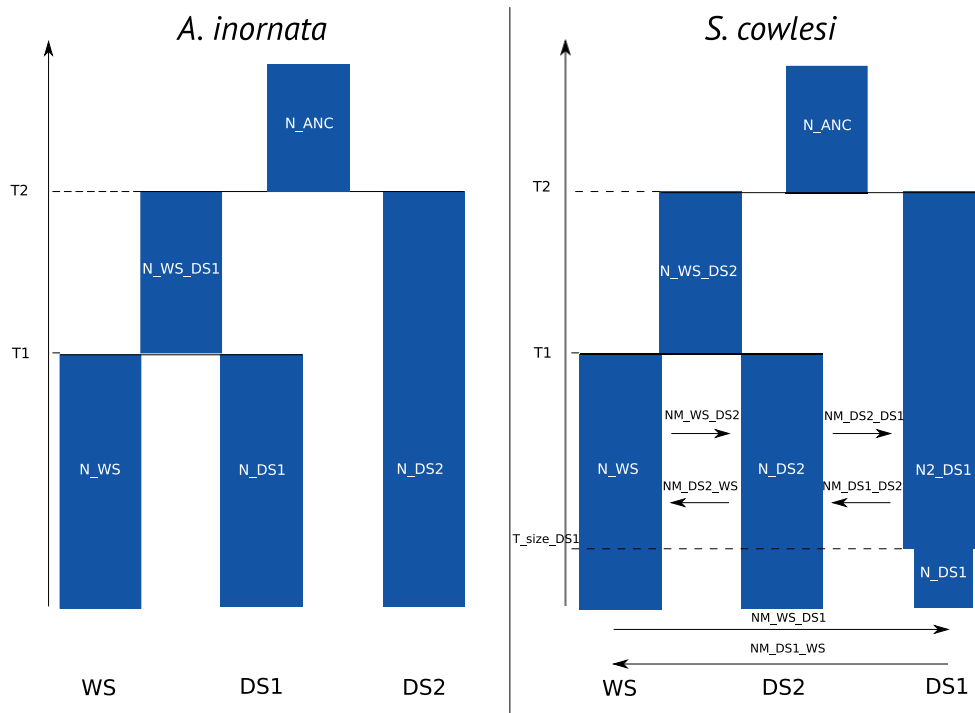 A. inornata
N_ANC
T2
N_WS_DS1
T1
N_WS
N_DS1
N_DS2
WS
DS1
DS2
S. cowlesi
N_ANC
T2
N_WS_DS2
T1
NM_WS_DS2
NM_DS2_DS1
N_WS
N_DS2
N2_DS1
NM_DS2_WS
NM_DS1_DS2
T_size_DS1
N_DS1
NM_WS_DS1
NM_DS1_WS
WS
DS2
DS1